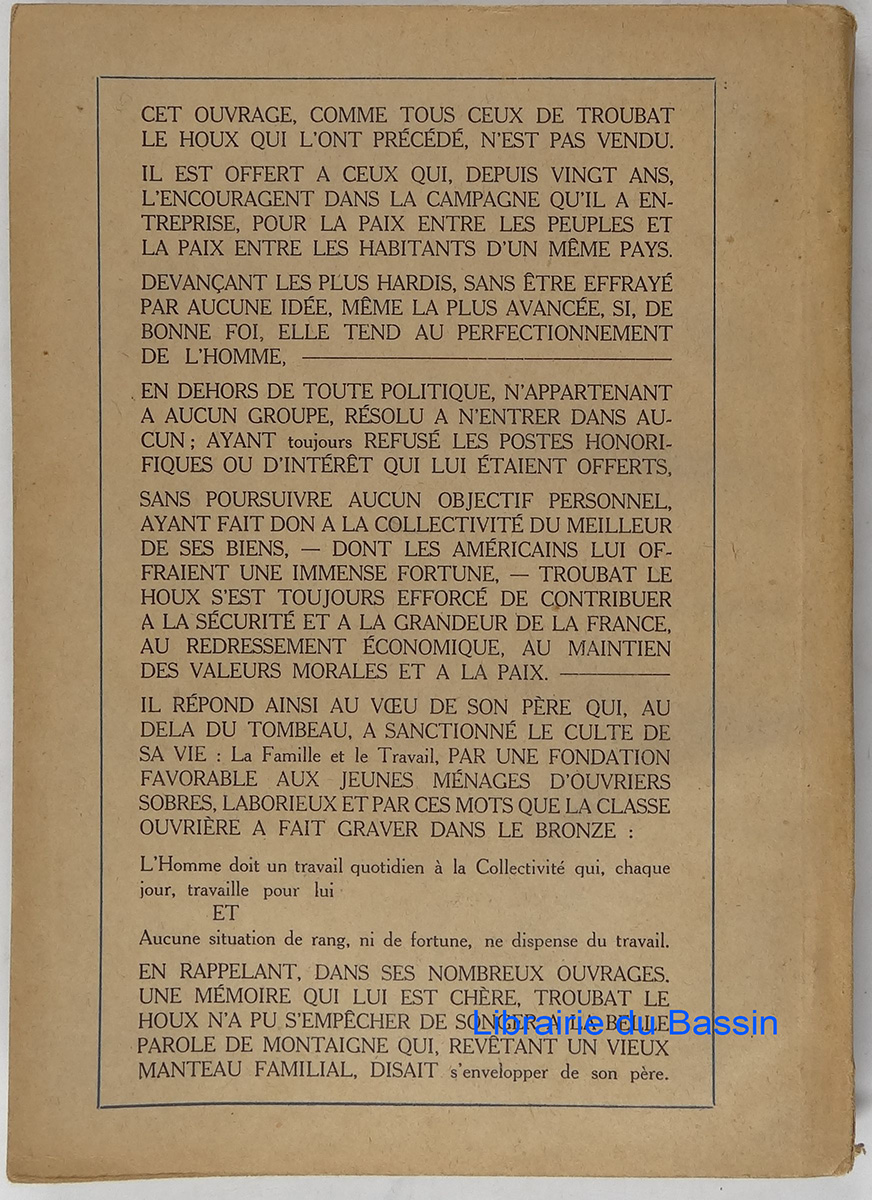 CET OUVRAGE, COMME TOUS CEUX DE TROUBAT
LE HOUX QUI L'ONT PRÉCÉDÉ, N'EST PAS VENDU.
IL EST OFFERT A CEUX QUI, DEPUIS VINGT ANS,
L'ENCOURAGENT DANS LA CAMPAGNE QU'IL A EN-
TREPRISE, POUR LA PAIX ENTRE LES PEUPLES ET
LA PAIX ENTRE LES HABITANTS D'UN MÊME PAYS.
DEVANÇANT LES PLUS HARDIS, SANS ÊTRE EFFRAYÉ
PAR AUCUNE IDÉE, MÊME LA PLUS AVANCÉE, SI, DE
BONNE FOI, ELLE TEND AU PERFECTIONNEMENT
DE L'HOMME, ——————
EN DEHORS DE TOUTE POLITIQUE, N'APPARTENANT
A AUCUN GROUPE, RÉSOLU A N'ENTRER DANS AU-
CUN ; AYANT toujours REFUSÉ LES POSTES HONORI-
FIQUES OU D'INTÉRÊT QUI LUI ÉTAIENT OFFERTS,
SANS POURSUIVRE AUCUN OBJECTIF PERSONNEL,
AYANT FAIT DON A LA COLLECTIVITÉ DU MEILLEUR
DE SES BIENS, — DONT LES AMÉRICAINS LUI OF-
FRAIENT UNE IMMENSE FORTUNE, — TROUBAT LE
HOUX S'EST TOUJOURS EFFORCÉ DE CONTRIBUER
A LA SÉCURITÉ ET A LA GRANDEUR DE LA FRANCE,
AU REDRESSEMENT ÉCONOMIQUE, AU MAINTIEN
DES VALEURS MORALES ET A LA PAIX. ———
IL RÉPOND AINSI AU VŒU DE SON PÈRE QUI, AU
DELA DU TOMBEAU, A SANCTIONNÉ LE CULTE DE
SA VIE : La Famille et le Travail, PAR UNE FONDATION
FAVORABLE AUX JEUNES MÉNAGES D'OUVRIERS
SOBRES, LABORIEUX ET PAR CES MOTS QUE LA CLASSE
OUVRIÈRE A FAIT GRAVER DANS LE BRONZE :
L'Homme doit un travail quotidien à la Collectivité qui, chaque
jour, travaille pour lui
ET
Aucune situation de rang, ni de fortune, ne dispense du travail.
EN RAPPELANT, DANS SES NOMBREUX OUVRAGES.
UNE MÉMOIRE QUI LUI EST CHÈRE, TROUBAT LE
HOUX N'A PU S'EMPÊCHER DE SONGER A LA BELLE
PAROLE DE MONTAIGNE QUI, REVÊTANT UN VIEUX
MANTEAU FAMILIAL, DISAIT s'envelopper de son père.
Librairie du Bassin